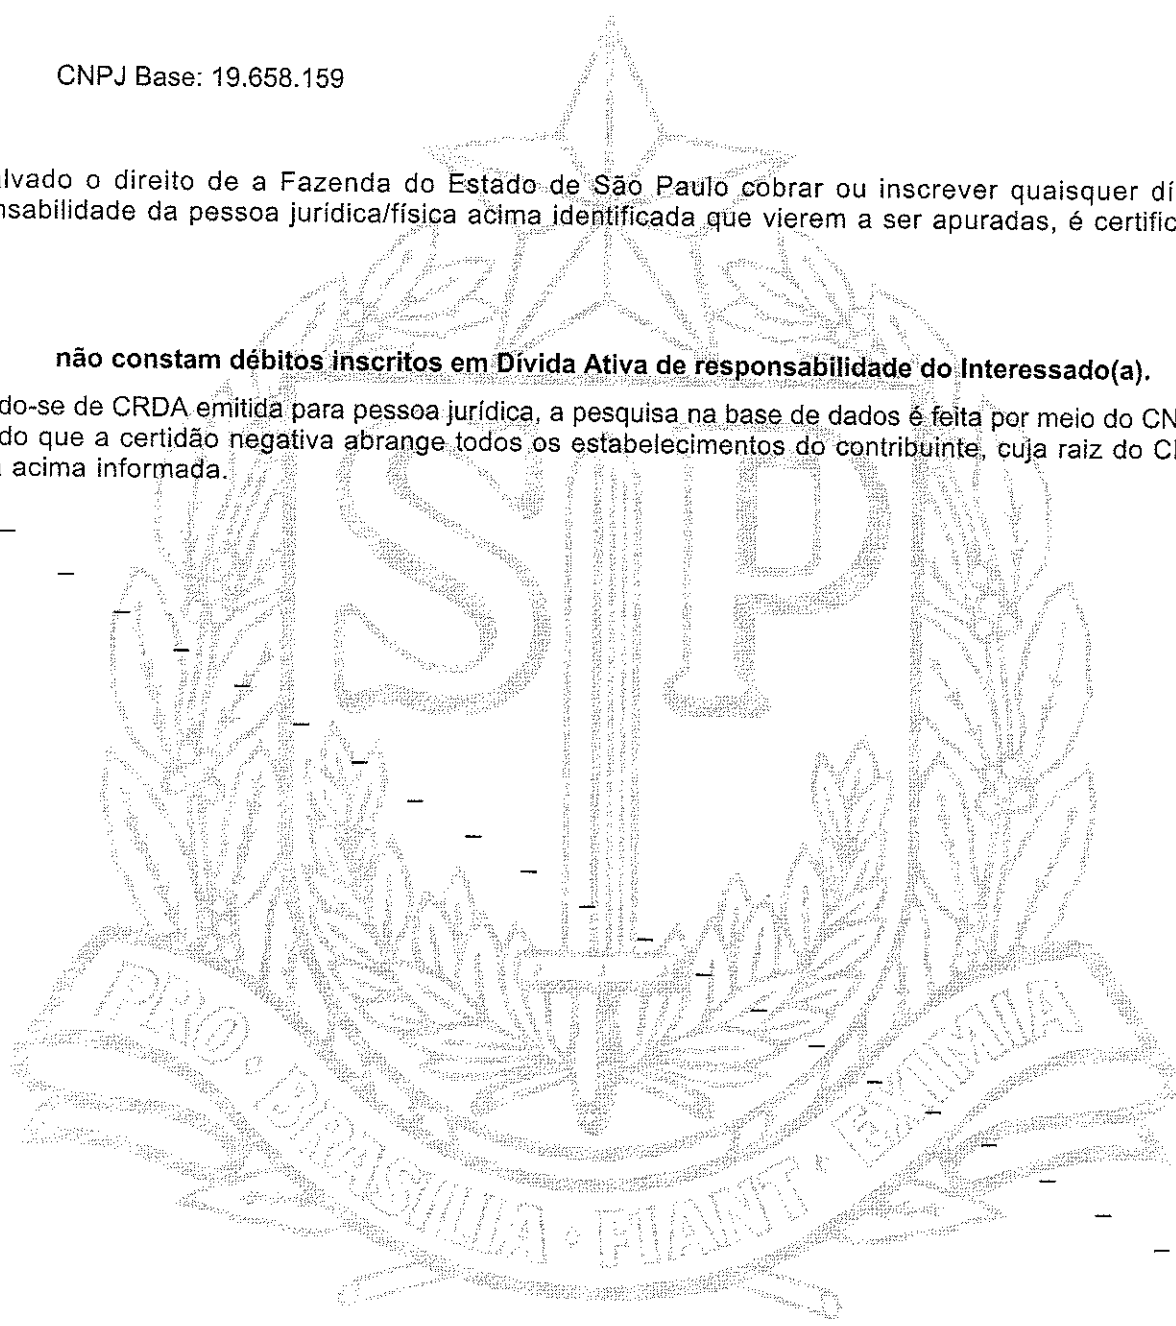 CNPJ Base: 19.658.159
lvado o direito de a Fazenda do Estado de São Paulo cobrar ou inscrever quaisquer dí
nsabilidade da pessoa jurídica/física acima identificada que vierem a ser apuradas, é certific
não constam débitos inscritos em Dívida Ativa de responsabilidade do Interessado(a).
do-se de CRDA emitida para pessoa jurídica, a pesquisa na base de dados é feita por meio do CN
do que a certidão negativa abrange todos os estabelecimentos do contribuinte, cuja raiz do C
acima informada.
SP
PRO · BRASILIA · FIANT · EXIMIA